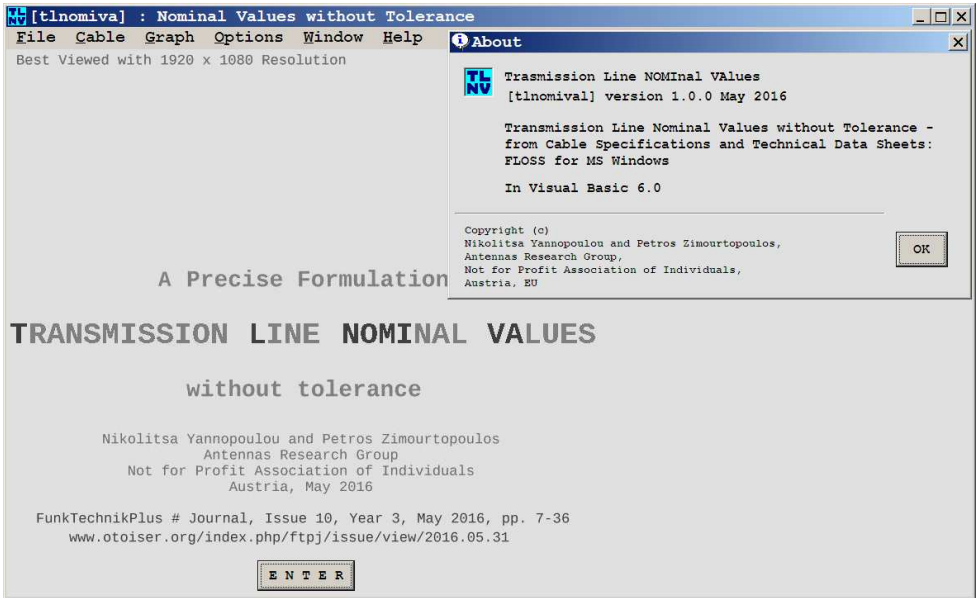 TL NV [tlnomiva] : Nominal Values without Tolerance
File Cable Graph Options Window Help
Best Viewed with 1920 x 1080 Resolution
A Precise Formulation
TRANSMISSION LINE NOMINAL VALUES
without tolerance
Nikolitsa Yannopoulou and Petros Zimourtopoulos
Antennas Research Group
Not for Profit Association of Individuals
Austria, May 2016
FunkTechnikPlus # Journal, Issue 10, Year 3, May 2016, pp. 7-36
www.otoiser.org/index.php/ftpj/issue/view/2016.05.31
E N T E R
About
TL
NV
Trasmission Line NOMInal VAlues
[tlnomival] version 1.0.0 May 2016
Transmission Line Nominal Values without Tolerance -
from Cable Specifications and Technical Data Sheets:
FLOSS for MS Windows
In Visual Basic 6.0
Copyright (c)
Nikolitsa Yannopoulou and Petros Zimourtopoulos,
Antennas Research Group,
Not for Profit Association of Individuals,
Austria, EU
OK